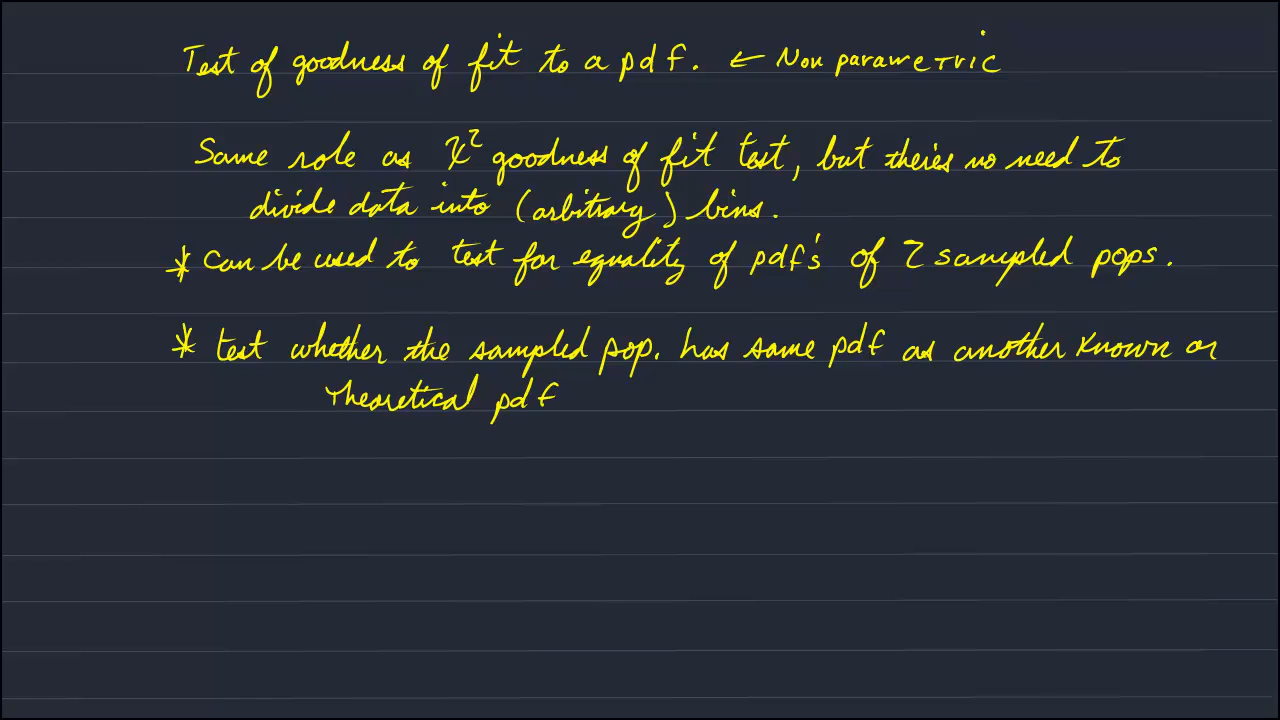 Test of goodness of fit to a pdf. ← Non parametric
Same role as χ² goodness of fit test, but there's no need to
divide data into (arbitrary) bins.
* Can be used to test for equality of pdf's of 2 sampled pops.
* test whether the sampled pop. has same pdf as another known or
theoretical pdf